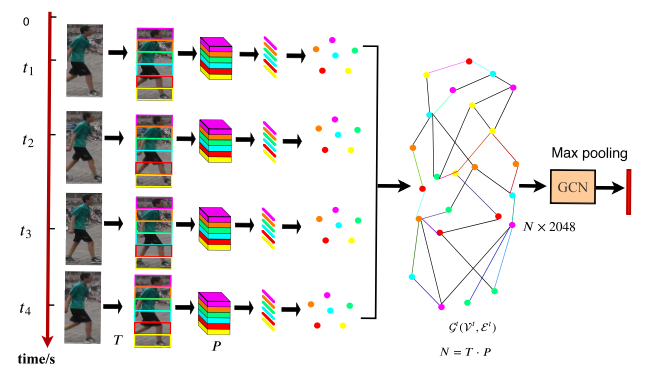 0
t₁
t₂
t₃
t₄
time/s
T
P
Max pooling
GCN
N × 2048
𝒢ᵗ(𝒱ᵗ, ℰᵗ)
N = T · P